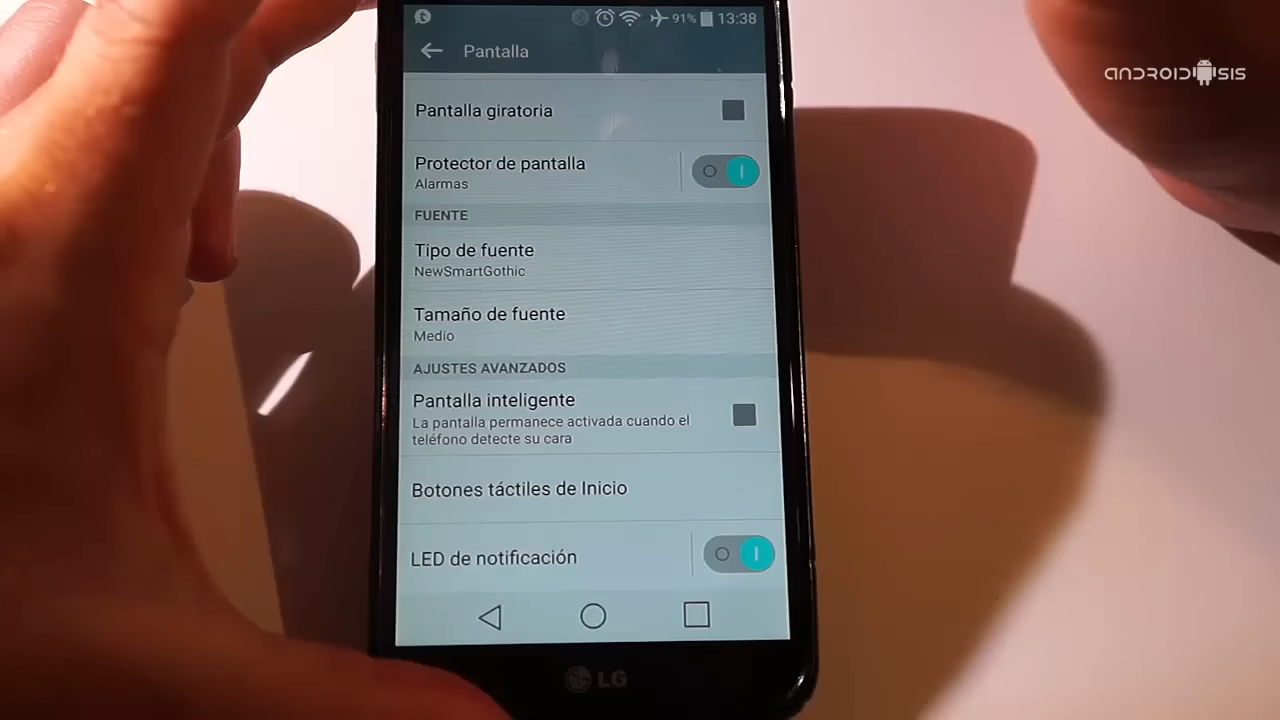 91% 13:38
Pantalla
ANDROIDSIS
Pantalla giratoria
Protector de pantalla
Alarmas
FUENTE
Tipo de fuente
NewSmartGothic
Tamaño de fuente
Medio
AJUSTES AVANZADOS
Pantalla inteligente
La pantalla permanece activada cuando el
teléfono detecte su cara
Botones táctiles de Inicio
LED de notificación
LG